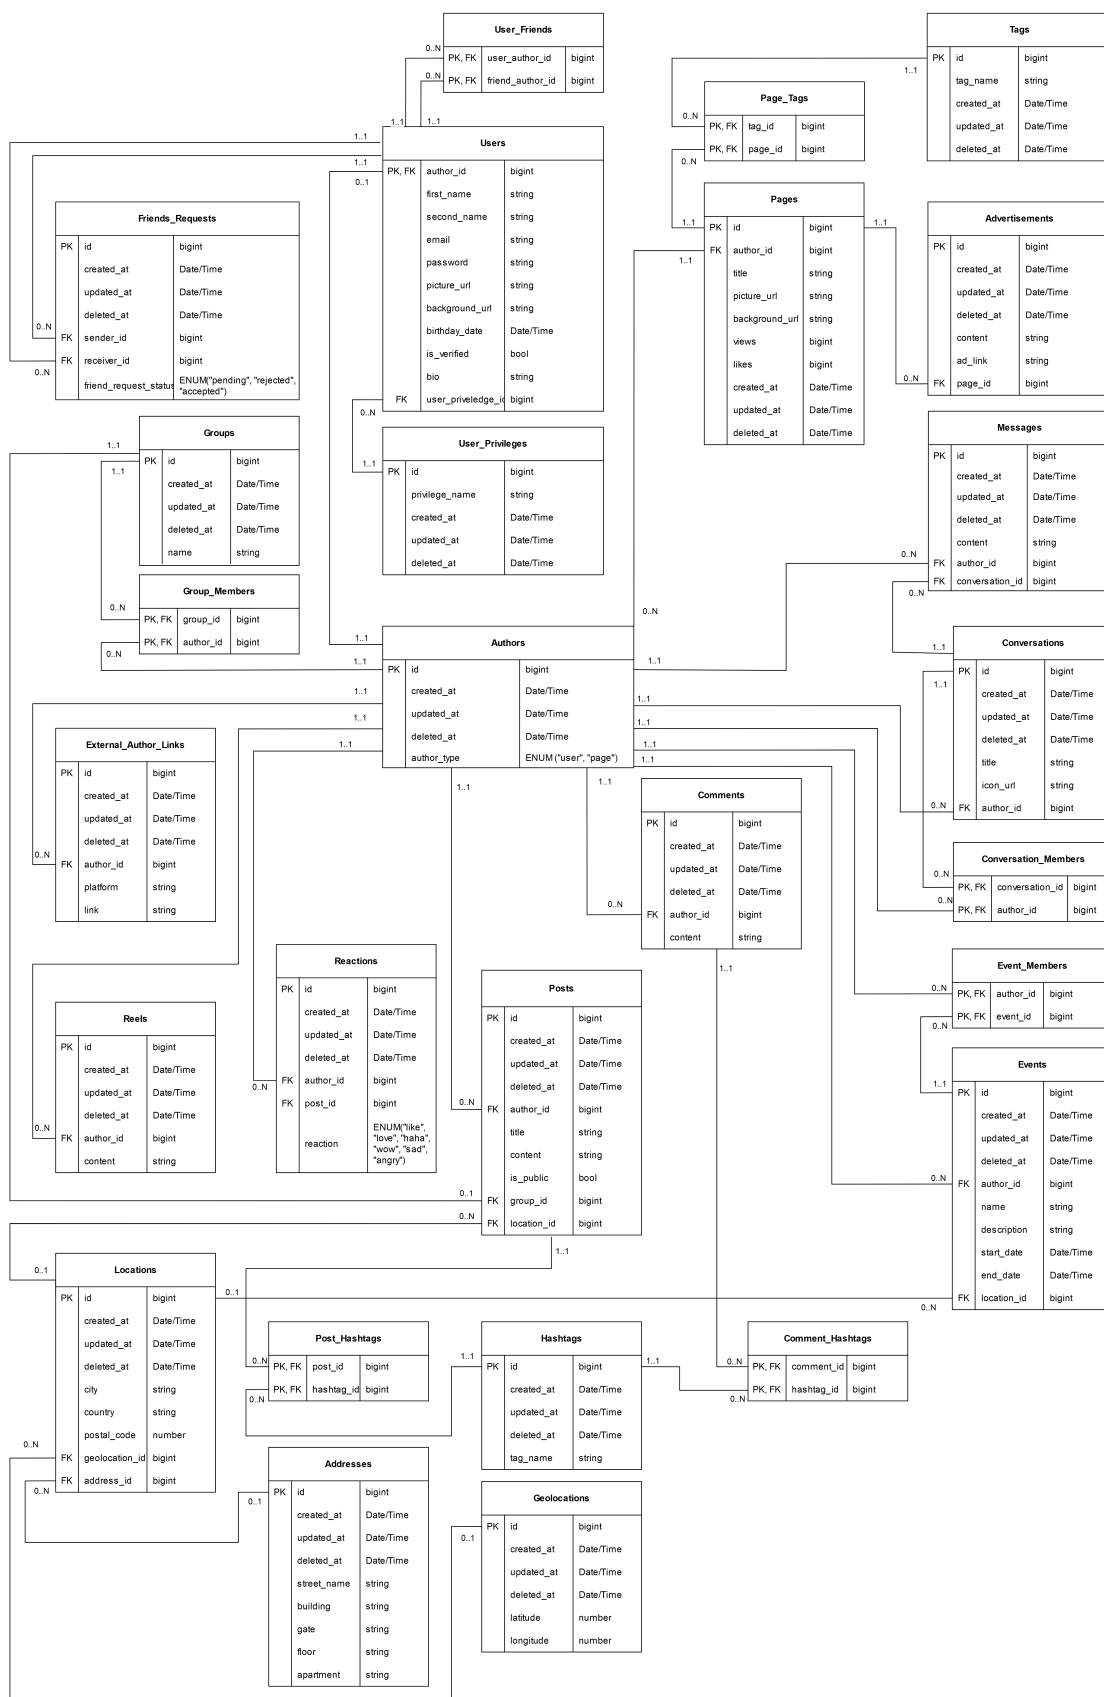 User_Friends
0..N PK, FK user_author_id bigint
0..N PK, FK friend_author_id bigint
1..1 1..1
Tags
PK id bigint
1..1
tag_name string
created_at Date/Time
updated_at Date/Time
deleted_at Date/Time
Page_Tags
0..N PK, FK tag_id bigint
PK, FK page_id bigint
0..N
Users
1..1
1..1
0..1
PK, FK author_id bigint
first_name string
second_name string
email string
password string
picture_url string
background_url string
birthday_date Date/Time
is_verified bool
bio string
FK user_priveledge_id bigint
0..N
Friends_Requests
PK id bigint
created_at Date/Time
updated_at Date/Time
deleted_at Date/Time
0..N
FK sender_id bigint
FK receiver_id bigint
0..N
friend_request_status ENUM("pending", "rejected",
"accepted")
Pages
1..1 PK id bigint 1..1
FK author_id bigint
1..1
title string
picture_url string
background_url string
views bigint
likes bigint
created_at Date/Time
updated_at Date/Time
deleted_at Date/Time
Advertisements
PK id bigint
created_at Date/Time
updated_at Date/Time
deleted_at Date/Time
content string
ad_link string
0..N FK page_id bigint
Groups
1..1
PK id bigint
1..1
created_at Date/Time
updated_at Date/Time
deleted_at Date/Time
name string
User_Privileges
1..1 PK id bigint
privilege_name string
created_at Date/Time
updated_at Date/Time
deleted_at Date/Time
Messages
PK id bigint
created_at Date/Time
updated_at Date/Time
deleted_at Date/Time
content string
0..N
FK author_id bigint
FK conversation_id bigint
0..N
Group_Members
0..N
PK, FK group_id bigint
PK, FK author_id bigint
0..N
Authors
1..1
0..N
1..1
1..1
PK id bigint
created_at Date/Time
updated_at Date/Time
deleted_at Date/Time
author_type ENUM ("user", "page")
1..1
1..1
1..1
1..1
1..1
1..1
1..1
1..1
1..1
Conversations
1..1
PK id bigint
1..1
created_at Date/Time
updated_at Date/Time
deleted_at Date/Time
title string
icon_url string
0..N FK author_id bigint
External_Author_Links
PK id bigint
created_at Date/Time
updated_at Date/Time
deleted_at Date/Time
0..N
FK author_id bigint
platform string
link string
Comments
PK id bigint
created_at Date/Time
updated_at Date/Time
deleted_at Date/Time
0..N
FK author_id bigint
content string
1..1
Conversation_Members
0..N
PK, FK conversation_id bigint
0..N
PK, FK author_id bigint
Reactions
PK id bigint
created_at Date/Time
updated_at Date/Time
deleted_at Date/Time
FK author_id bigint
0..N
FK post_id bigint
reaction ENUM("like",
"love", "haha",
"wow", "sad",
"angry")
Posts
PK id bigint
created_at Date/Time
updated_at Date/Time
deleted_at Date/Time
0..N
FK author_id bigint
title string
content string
is_public bool
0..1
FK group_id bigint
0..N
FK location_id bigint
1..1
Event_Members
0..N
PK, FK author_id bigint
PK, FK event_id bigint
0..N
Reels
PK id bigint
created_at Date/Time
updated_at Date/Time
deleted_at Date/Time
0..N
FK author_id bigint
content string
Events
1..1
PK id bigint
created_at Date/Time
updated_at Date/Time
deleted_at Date/Time
0..N
FK author_id bigint
name string
description string
start_date Date/Time
end_date Date/Time
FK location_id bigint
0..N
Locations
0..1
PK id bigint
0..1
created_at Date/Time
updated_at Date/Time
deleted_at Date/Time
city string
country string
postal_code number
0..N
FK geolocation_id bigint
FK address_id bigint
0..N
Post_Hashtags
0..N PK, FK post_id bigint
PK, FK hashtag_id bigint
0..N
Hashtags
1..1 PK id bigint 1..1
created_at Date/Time
updated_at Date/Time
deleted_at Date/Time
tag_name string
Comment_Hashtags
0..N PK, FK comment_id bigint
PK, FK hashtag_id bigint
0..N
Addresses
PK id bigint
0..1
created_at Date/Time
updated_at Date/Time
deleted_at Date/Time
street_name string
building string
gate string
floor string
apartment string
Geolocations
PK id bigint
0..1
created_at Date/Time
updated_at Date/Time
deleted_at Date/Time
latitude number
longitude number